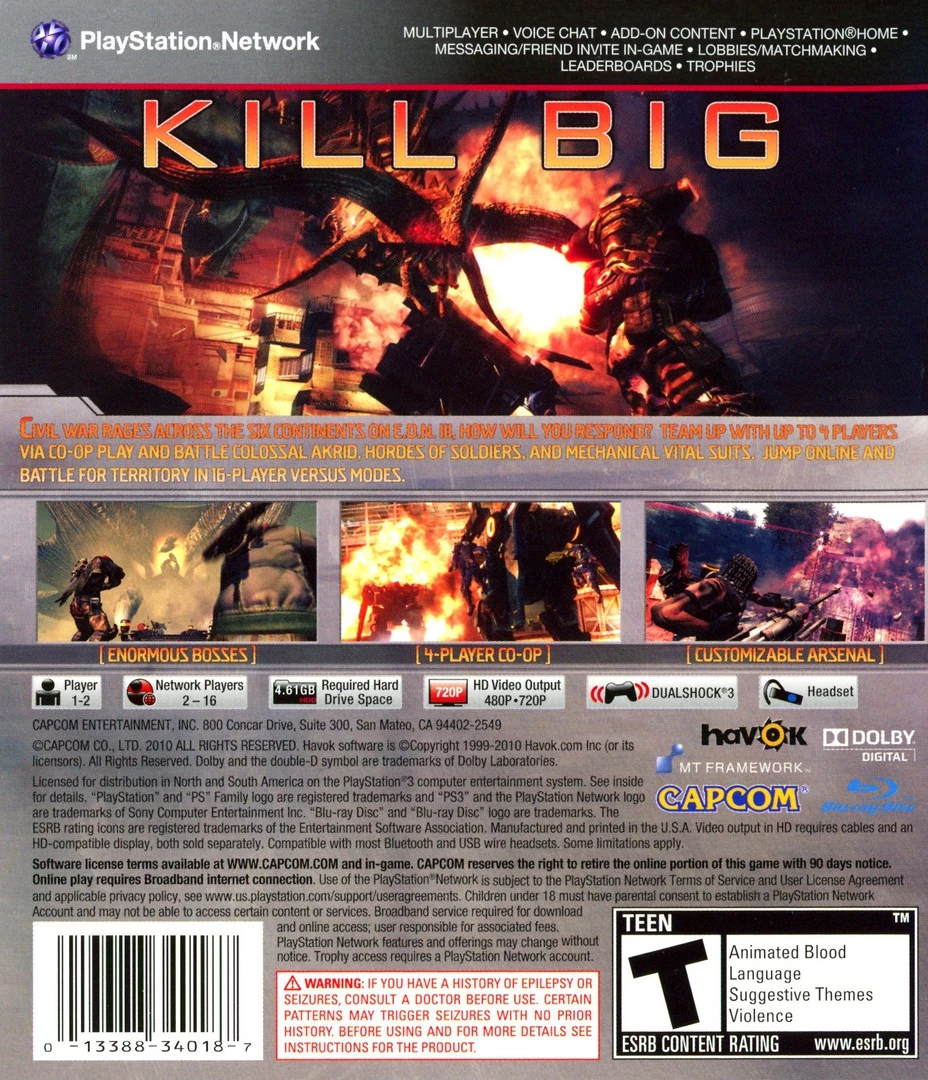 PlayStation®Network
SM
MULTIPLAYER • VOICE CHAT • ADD-ON CONTENT • PLAYSTATION®HOME •
MESSAGING/FRIEND INVITE IN-GAME • LOBBIES/MATCHMAKING •
LEADERBOARDS • TROPHIES
KILL BIG
CIVIL WAR RAGES ACROSS THE SIX CONTINENTS ON E.D.N. III, HOW WILL YOU RESPOND? TEAM UP WITH UP TO 4 PLAYERS
VIA CO-OP PLAY AND BATTLE COLOSSAL AKRID, HORDES OF SOLDIERS, AND MECHANICAL VITAL SUITS. JUMP ONLINE AND
BATTLE FOR TERRITORY IN 16-PLAYER VERSUS MODES.
[ ENORMOUS BOSSES ]
[ 4-PLAYER CO-OP ]
[ CUSTOMIZABLE ARSENAL ]
Player
1-2
Network Players
2 – 16
4.61GB
HDD
Required Hard
Drive Space
720P
HD Video Output
480P•720P
DUALSHOCK®3
Headset
CAPCOM ENTERTAINMENT, INC. 800 Concar Drive, Suite 300, San Mateo, CA 94402-2549
©CAPCOM CO., LTD. 2010 ALL RIGHTS RESERVED. Havok software is ©Copyright 1999-2010 Havok.com Inc (or its
licensors). All Rights Reserved. Dolby and the double-D symbol are trademarks of Dolby Laboratories.
Licensed for distribution in North and South America on the PlayStation®3 computer entertainment system. See inside
for details. “PlayStation” and “PS” Family logo are registered trademarks and “PS3” and the PlayStation Network logo
are trademarks of Sony Computer Entertainment Inc. “Blu-ray Disc” and “Blu-ray Disc” logo are trademarks. The
ESRB rating icons are registered trademarks of the Entertainment Software Association. Manufactured and printed in the U.S.A. Video output in HD requires cables and an
HD-compatible display, both sold separately. Compatible with most Bluetooth and USB wire headsets. Some limitations apply.
havok
DOLBY
DIGITAL
MT FRAMEWORK™
CAPCOM®
Blu-ray Disc
Software license terms available at WWW.CAPCOM.COM and in-game. CAPCOM reserves the right to retire the online portion of this game with 90 days notice.
Online play requires Broadband internet connection. Use of the PlayStation®Network is subject to the PlayStation Network Terms of Service and User License Agreement
and applicable privacy policy, see www.us.playstation.com/support/useragreements. Children under 18 must have parental consent to establish a PlayStation Network
Account and may not be able to access certain content or services. Broadband service required for download
and online access; user responsible for associated fees.
PlayStation Network features and offerings may change without
notice. Trophy access requires a PlayStation Network account.
⚠ WARNING: IF YOU HAVE A HISTORY OF EPILEPSY OR
SEIZURES, CONSULT A DOCTOR BEFORE USE. CERTAIN
PATTERNS MAY TRIGGER SEIZURES WITH NO PRIOR
HISTORY. BEFORE USING AND FOR MORE DETAILS SEE
INSTRUCTIONS FOR THE PRODUCT.
0 -13388-34018- 7
TEEN
TM
T
Animated Blood
Language
Suggestive Themes
Violence
ESRB CONTENT RATING
www.esrb.org